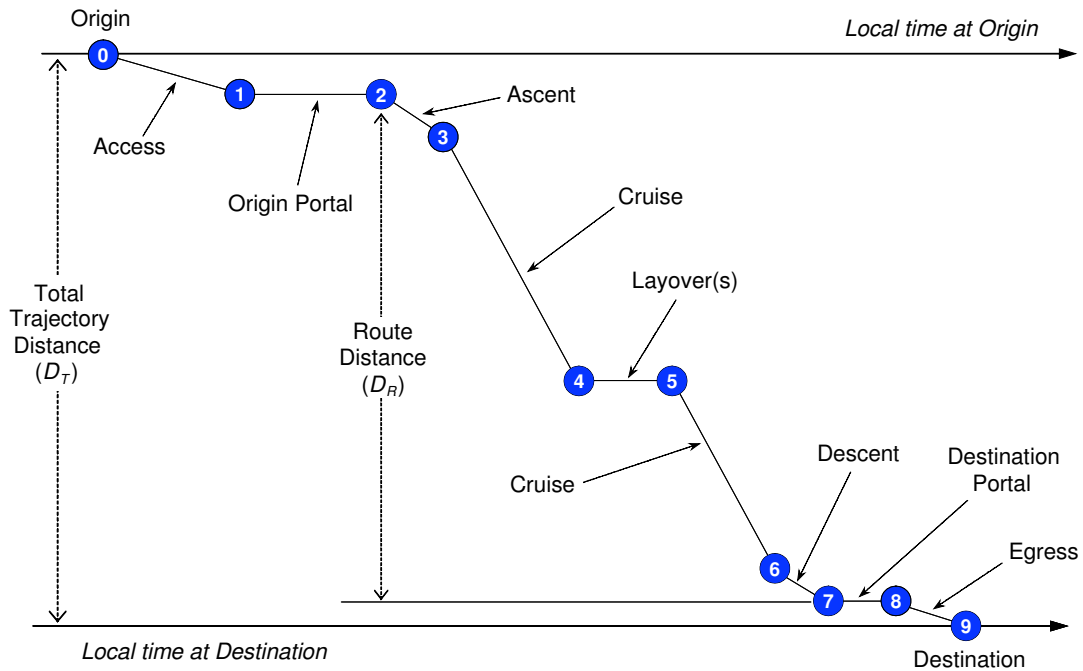 Origin
Local time at Origin
0
1
2
3
Ascent
Access
Origin Portal
Cruise
Layover(s)
Total
Trajectory
Distance
(D_T)
Route
Distance
(D_R)
4
5
Cruise
Descent
Destination
Portal
6
7
8
Egress
9
Local time at Destination
Destination